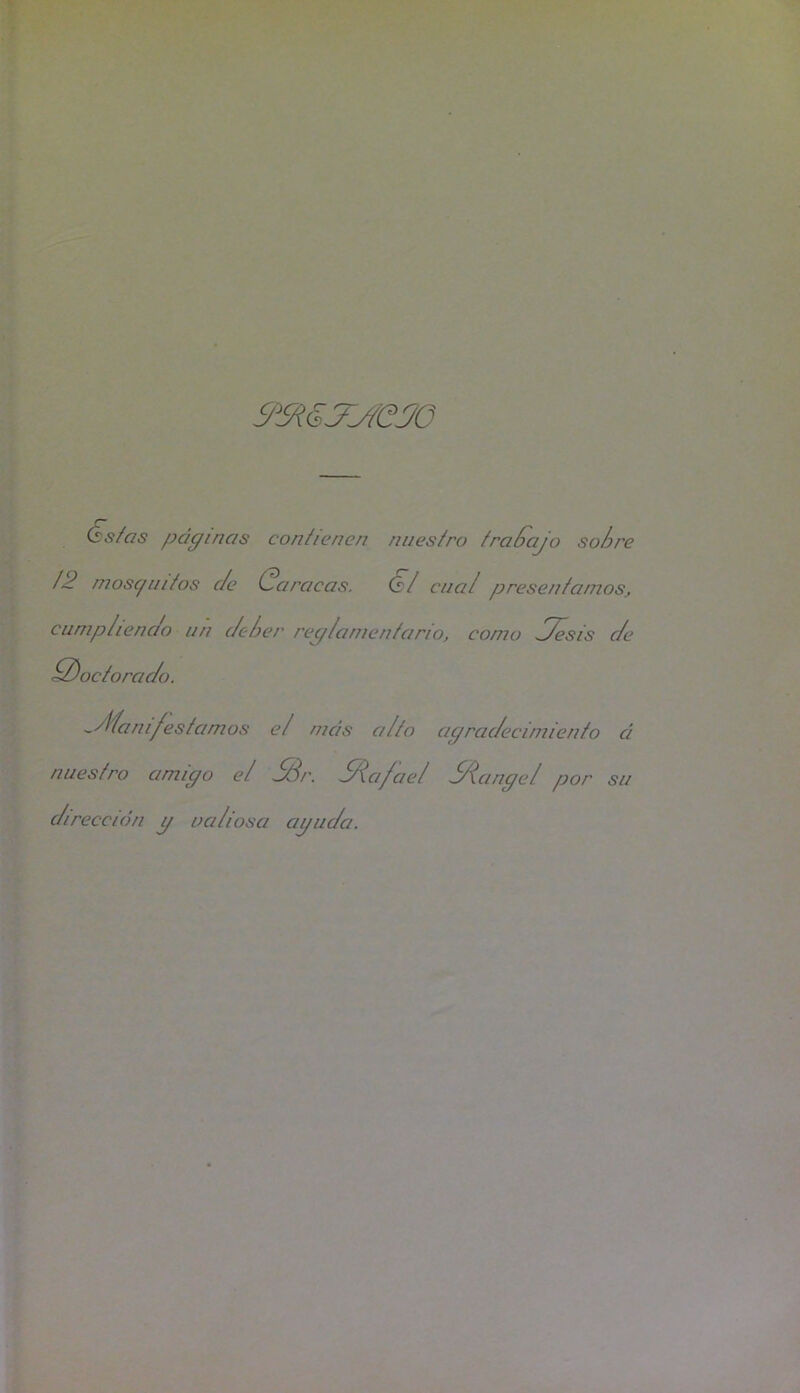 PREFACIO
Estas páginas contienen nuestro trabajo sobre
12 mosquitos de Caracas. El cual presentamos,
cumpliendo un deber reglamentario, como Tesis de
Doctorado.
Manifestamos el más alto agradecimiento á
nuestro amigo el Br. Rafael Rangel por su
dirección y valiosa ayuda.